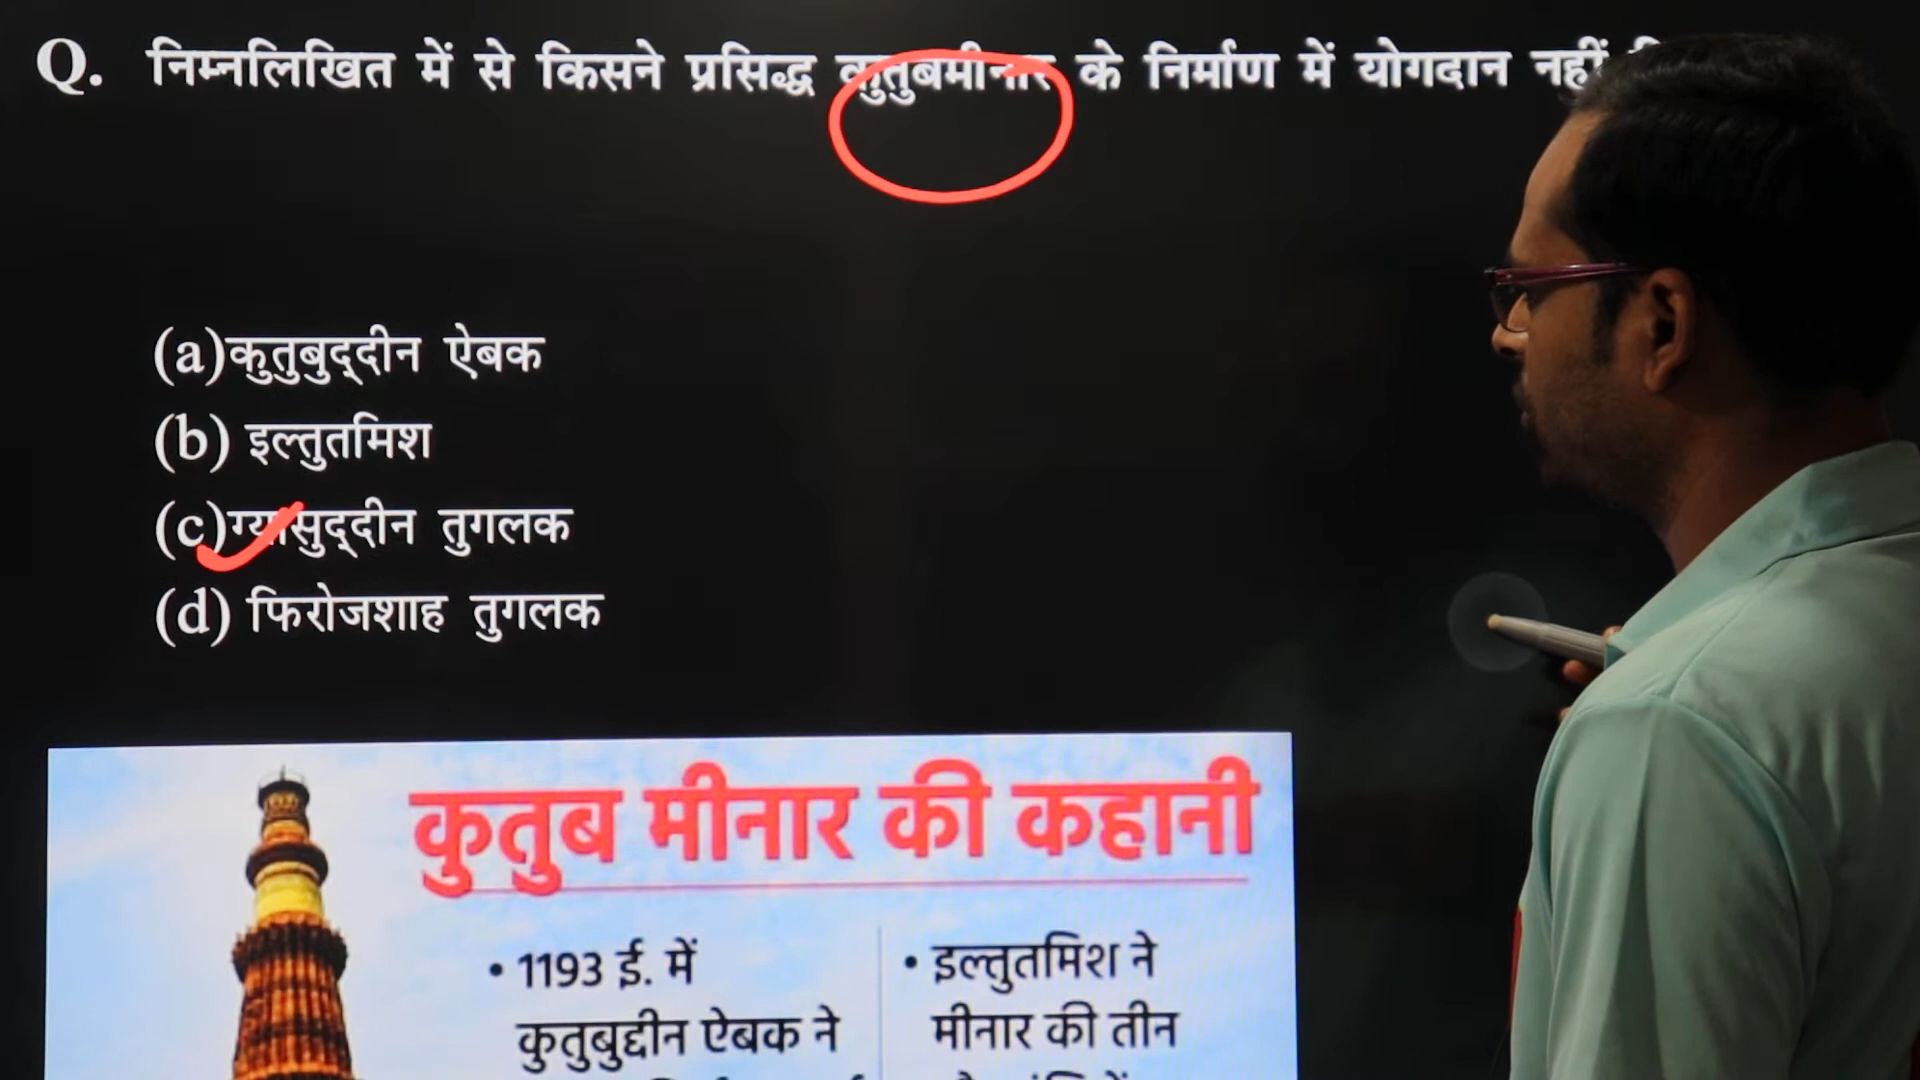 Q. निम्नलिखित में से किसने प्रसिद्ध कुतुबमीनार के निर्माण में योगदान नहीं
(a)कुतुबुद्दीन ऐबक
(b) इल्तुतमिश
(c)ग्यासुद्दीन तुगलक
(d) फिरोजशाह तुगलक
कुतुब मीनार की कहानी
• 1193 ई. में
कुतुबुद्दीन ऐबक ने
• इल्तुतमिश ने
मीनार की तीन